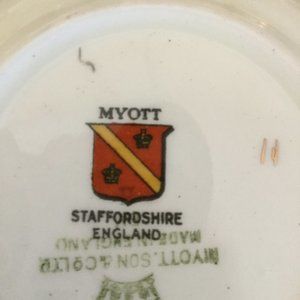 MYOTT
STAFFORDSHIRE
ENGLAND
MADE IN ENGLAND
MYOTT, SON & CO LTD